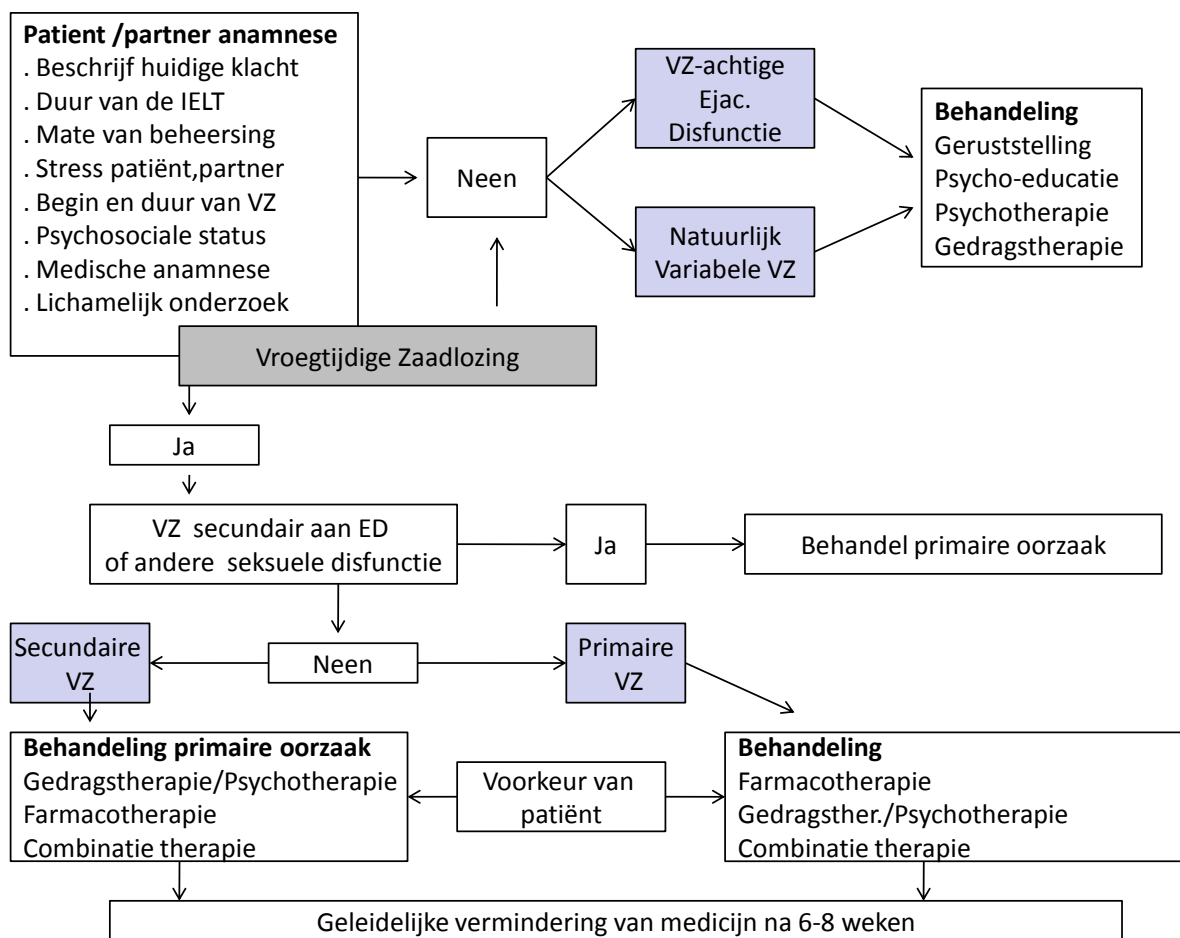 Patient /partner anamnese
. Beschrijf huidige klacht
. Duur van de IELT
. Mate van beheersing
. Stress patiënt,partner
. Begin en duur van VZ
. Psychosociale status
. Medische anamnese
. Lichamelijk onderzoek
Neen
VZ-achtige
Ejac.
Disfunctie
Natuurlijk
Variabele VZ
Behandeling
Geruststelling
Psycho-educatie
Psychotherapie
Gedragstherapie
Vroegtijdige Zaadlozing
Ja
VZ secundair aan ED
of andere seksuele disfunctie
Ja
Behandel primaire oorzaak
Secundaire
VZ
Neen
Primaire
VZ
Behandeling primaire oorzaak
Gedragstherapie/Psychotherapie
Farmacotherapie
Combinatie therapie
Voorkeur van
patiënt
Behandeling
Farmacotherapie
Gedragsther./Psychotherapie
Combinatie therapie
Geleidelijke vermindering van medicijn na 6-8 weken